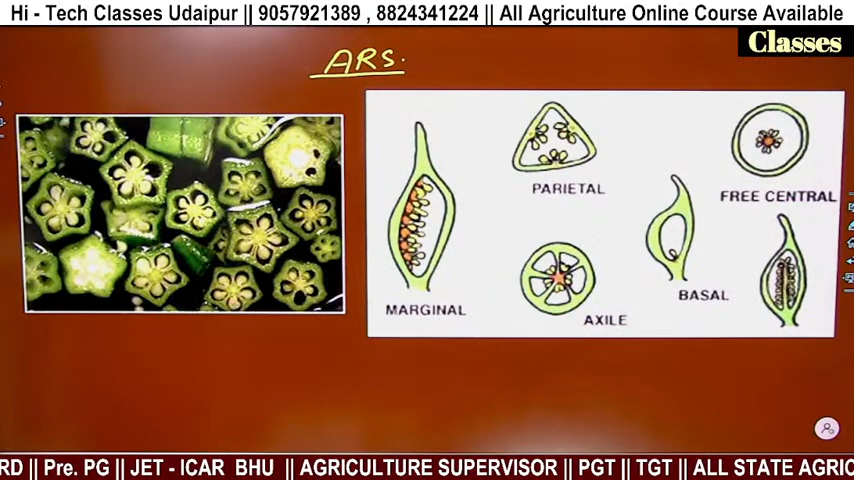 Hi - Tech Classes Udaipur || 9057921389 , 8824341224 || All Agriculture Online Course Available
Classes
ARS.
PARIETAL
FREE CENTRAL
MARGINAL
AXILE
BASAL
RD || Pre. PG || JET - ICAR BHU || AGRICULTURE SUPERVISOR || PGT || TGT || ALL STATE AGRIC